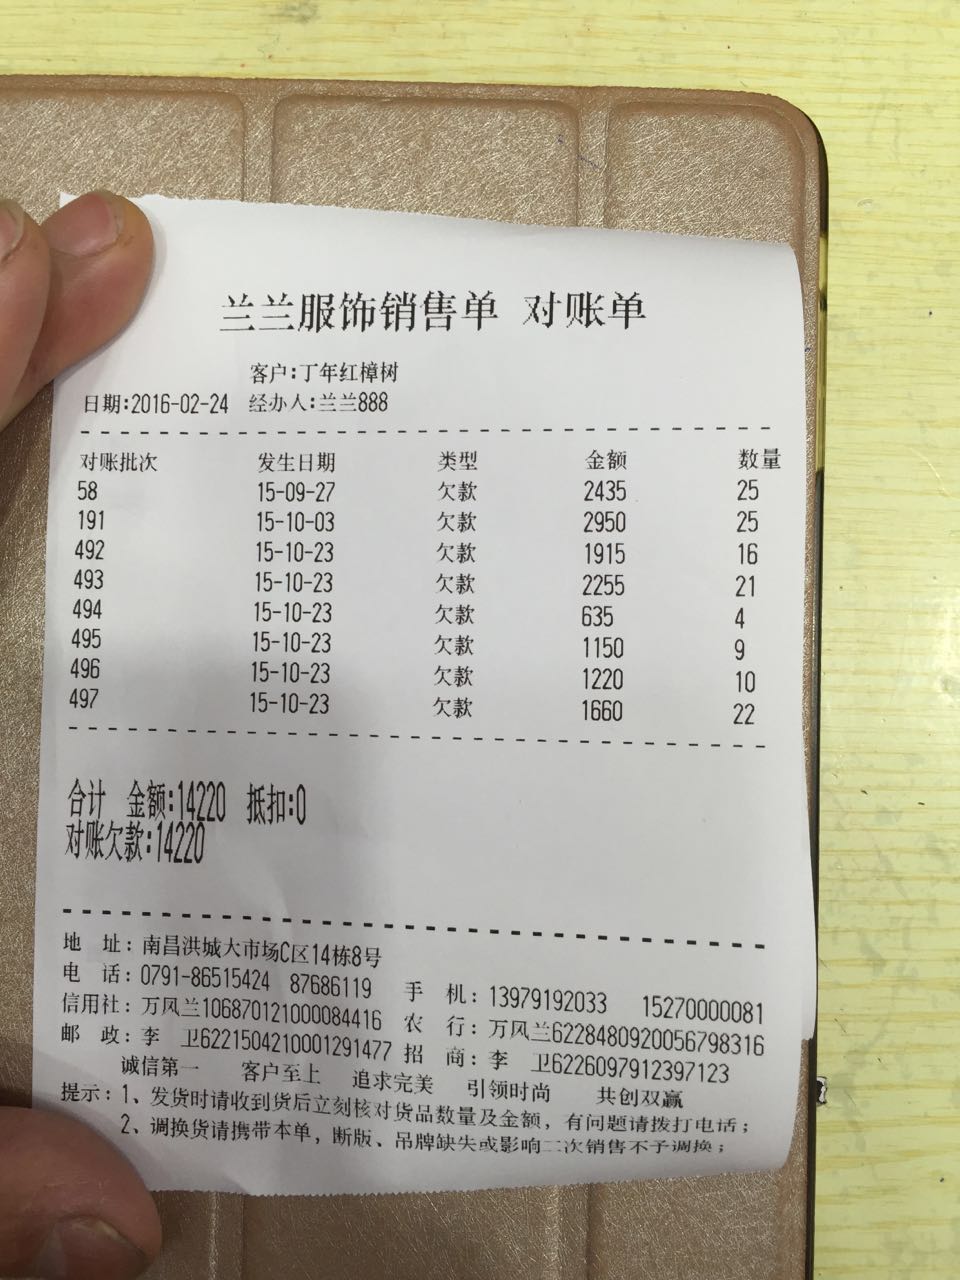 兰兰服饰销售单 对账单
客户:丁年红樟树
日期:2016-02-24 经办人:兰兰888
对账批次 发生日期 类型 金额 数量
58 15-09-27 欠款 2435 25
191 15-10-03 欠款 2950 25
492 15-10-23 欠款 1915 16
493 15-10-23 欠款 2255 21
494 15-10-23 欠款 635 4
495 15-10-23 欠款 1150 9
496 15-10-23 欠款 1220 10
497 15-10-23 欠款 1660 22
合计 金额:14220 抵扣:0
对账欠款:14220
地 址: 南昌洪城大市场C区14栋8号
电 话: 0791-86515424 87686119 手 机: 13979192033 15270000081
信用社: 万风兰106870121000084416 农 行: 万风兰6228480920056798316
邮 政: 李 卫6221504210001291477 招 商: 李 卫6226097912397123
诚信第一 客户至上 追求完美 引领时尚 共创双赢
提示: 1、发货时请收到货后立刻核对货品数量及金额，有问题请拨打电话；
2、调换货请携带本单，断版、吊牌缺失或影响二次销售不予调换；